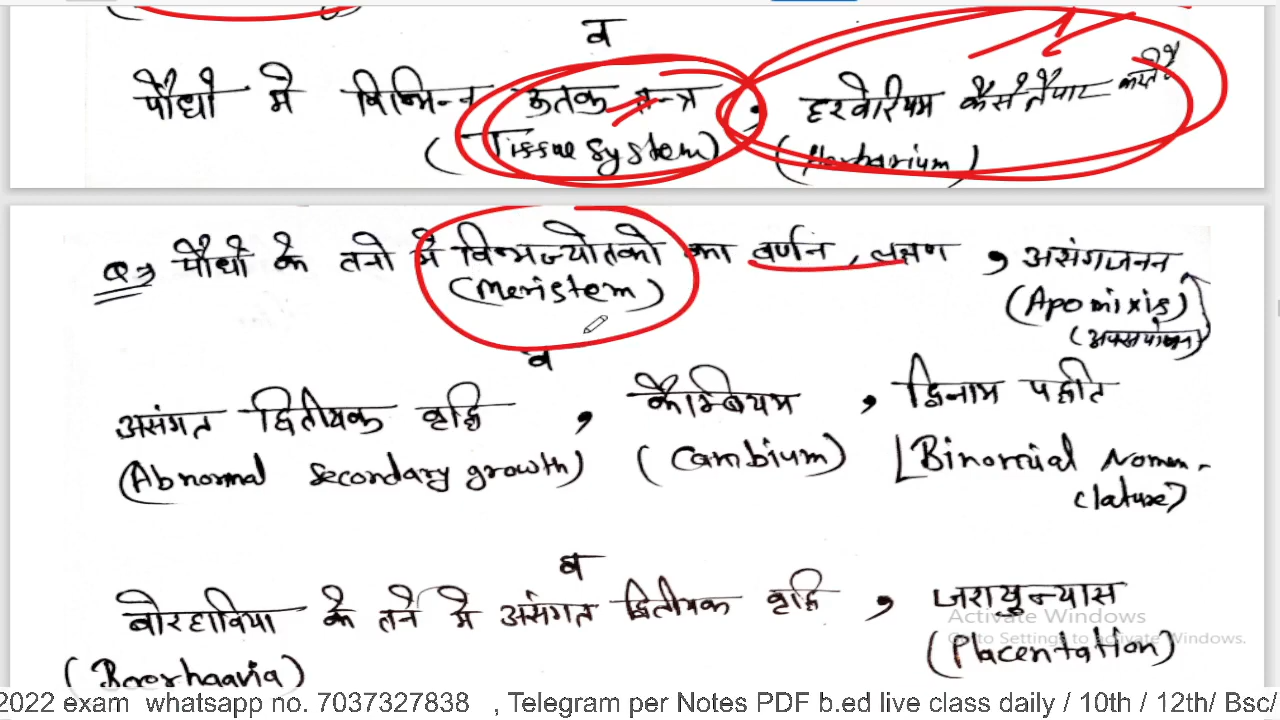 व
पौधो मे विभिन्न ऊतक तन्त्र , हरबेरियम कैसे तैयार करते है
(Tissue System) (Herbarium)
Q⇒ पौधो के तनो मे विभज्योतको का वर्णन, लक्षण , असंगजनन
(Meristem) (Apomixis)
व
असंगत द्वितीयक वृद्धि , कैम्बियम , द्विनाम पद्धति
(Abnormal secondary growth) (Cambium) [Binomial Nomen-
clature)
व
बोरहाविया के तने मे असंगत द्वितीयक वृद्धि , जरायुन्यास
Activate Windows
Go to Settings to activate Windows.
(Boerhaavia) (Placentation)
2022 exam whatsapp no. 7037327838 , Telegram per Notes PDF b.ed live class daily / 10th / 12th/ Bsc/